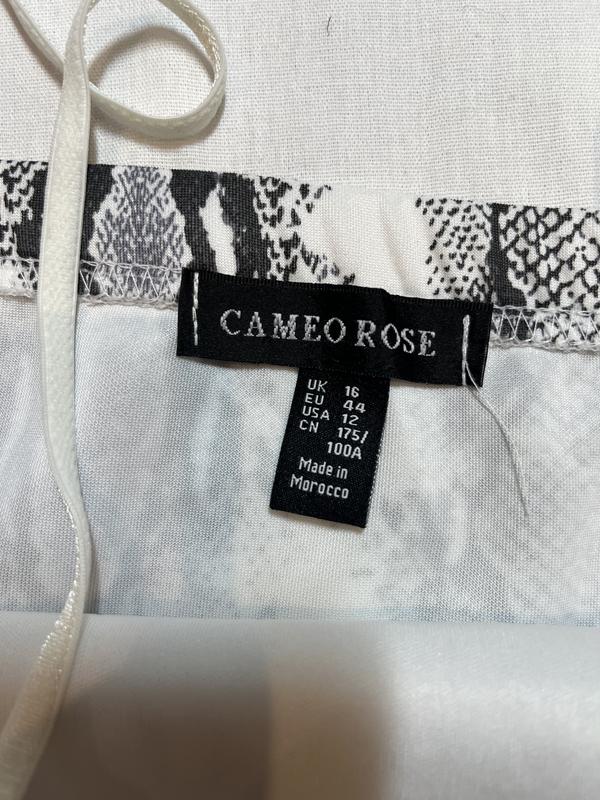 CAMEO ROSE
UK 16
EU 44
USA 12
CN 175/
100A
Made in
Morocco